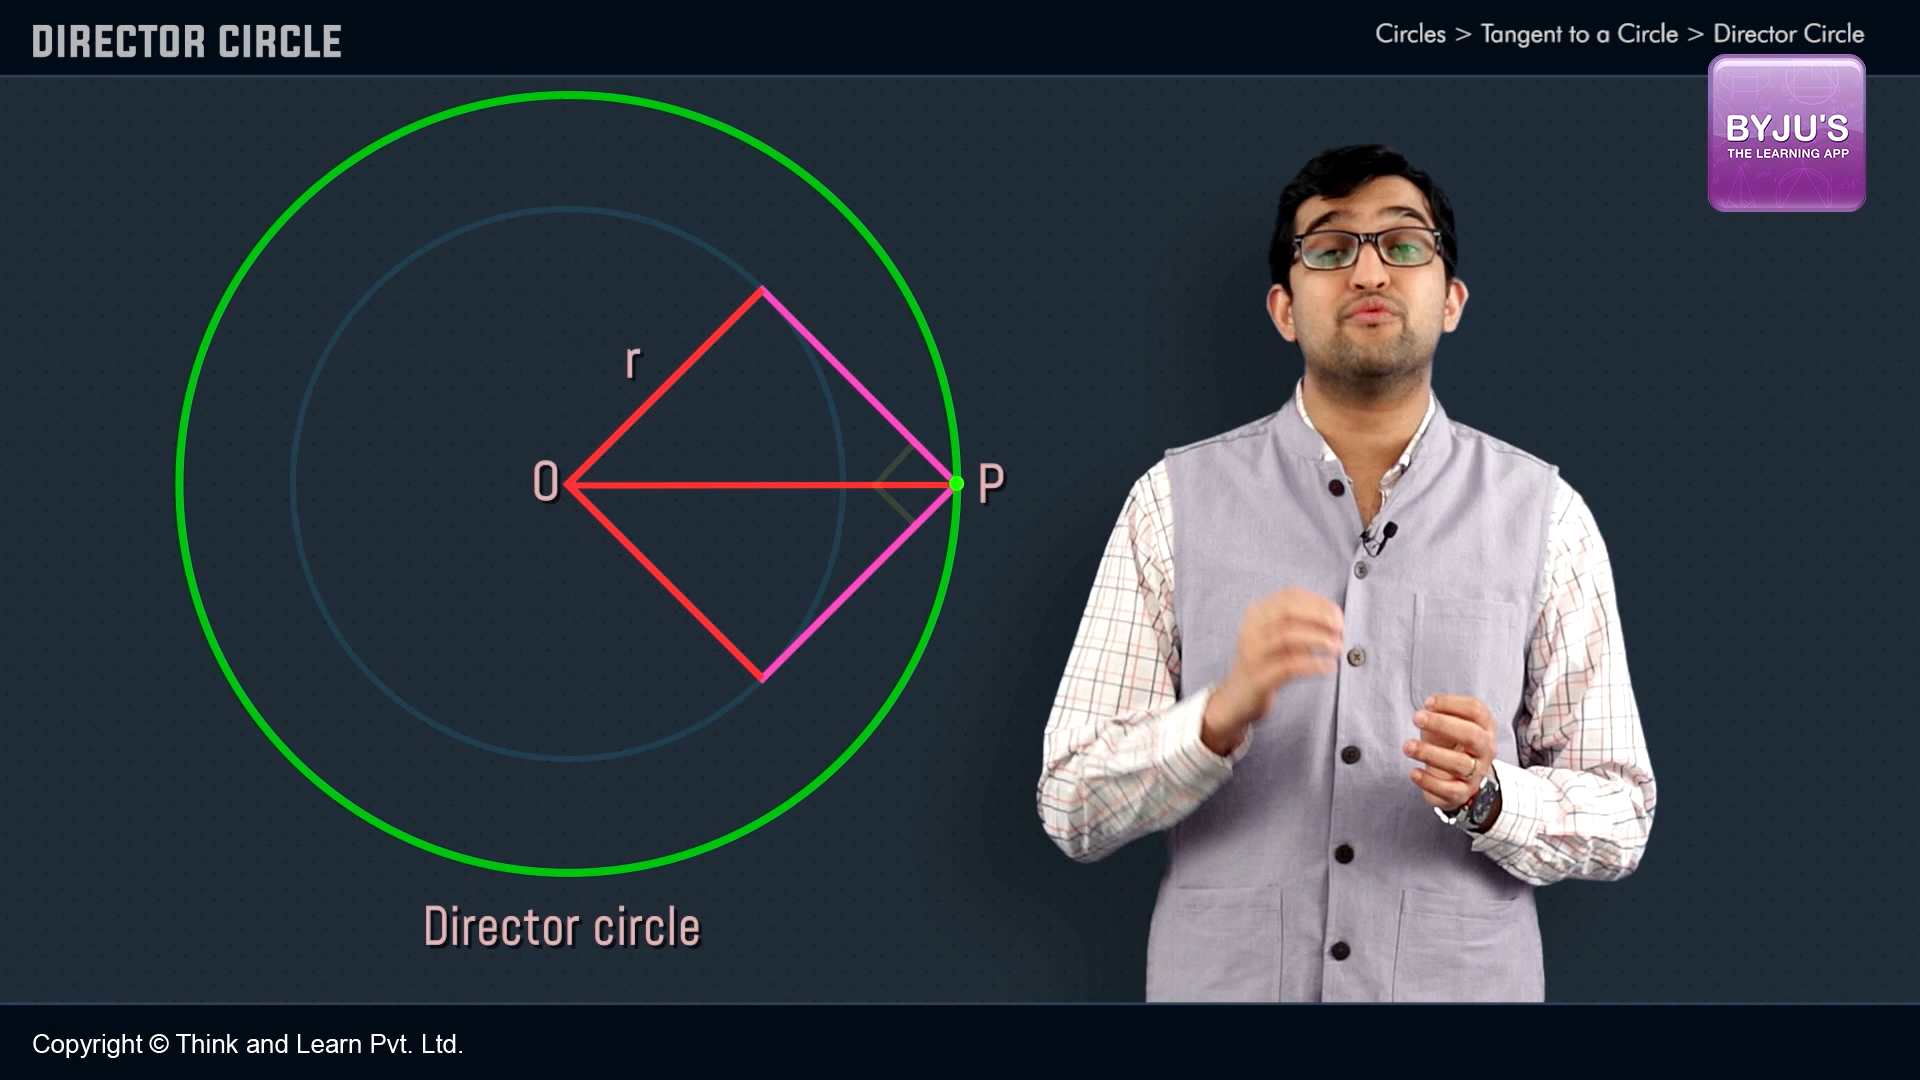 DIRECTOR CIRCLE
Circles > Tangent to a Circle > Director Circle
BYJU'S
THE LEARNING APP
r
O
P
Director circle
Copyright © Think and Learn Pvt. Ltd.